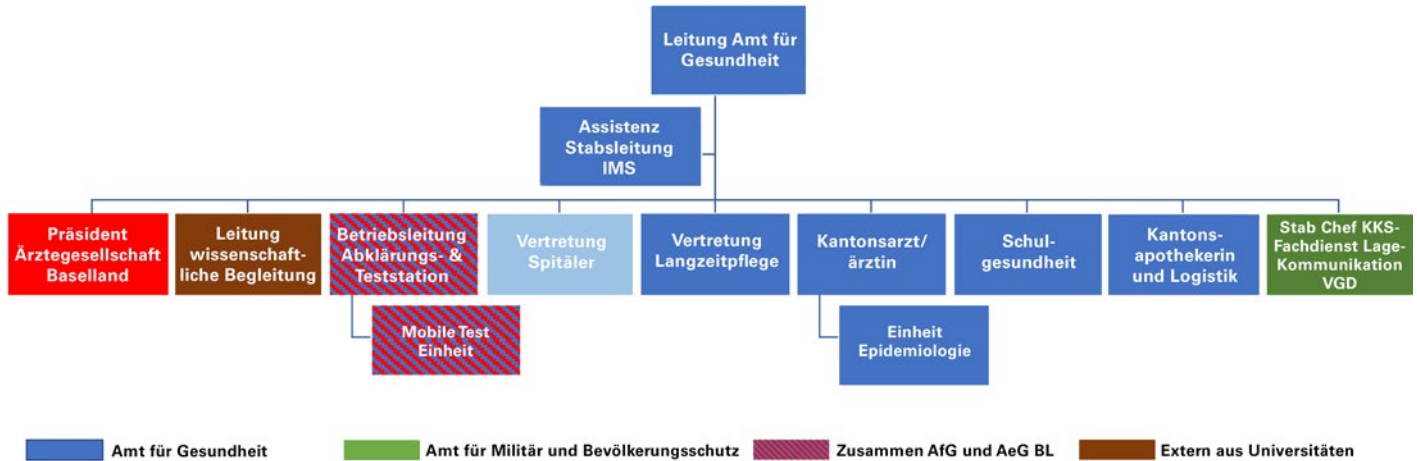 Leitung Amt für
Gesundheit
Assistenz
Stabsleitung
IMS
Präsident
Ärztegesellschaft
Baselland
Leitung
wissenschaft-
liche Begleitung
Betriebsleitung
Abklärungs- &
Teststation
Vertretung
Spitäler
Vertretung
Langzeitpflege
Kantonsarzt/
ärztin
Schul-
gesundheit
Kantons-
apothekerin
und Logistik
Stab Chef KKS-
Fachdienst Lage-
Kommunikation
VGD
Mobile Test
Einheit
Einheit
Epidemiologie
Amt für Gesundheit
Amt für Militär und Bevölkerungsschutz
Zusammen AfG und AeG BL
Extern aus Universitäten